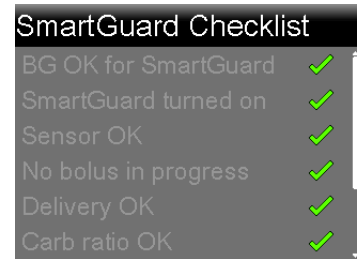 SmartGuard Checklist
BG OK for SmartGuard
SmartGuard turned on
Sensor OK
No bolus in progress
Delivery OK
Carb ratio OK